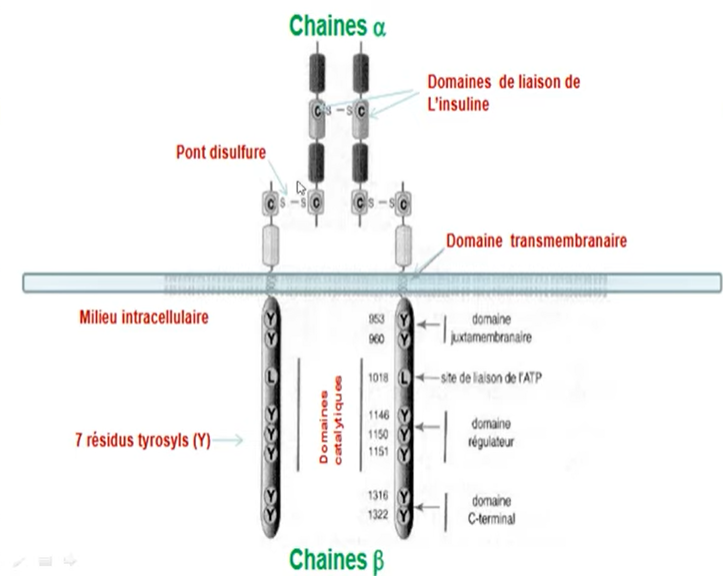 Chaines α
Domaines de liaison de
L'insuline
C S – S C
Pont disulfure
C S – S C
C S – S C
Domaine transmembranaire
Milieu intracellulaire
Y 953 Y domaine
Y 960 Y juxtamembranaire
L 1018 L site de liaison de l'ATP
Domaines
catalytiques
7 résidus tyrosyls (Y)
Y 1146 Y domaine
Y 1150 Y régulateur
Y 1151 Y
Y 1316 Y domaine
Y 1322 Y C-terminal
Chaines β